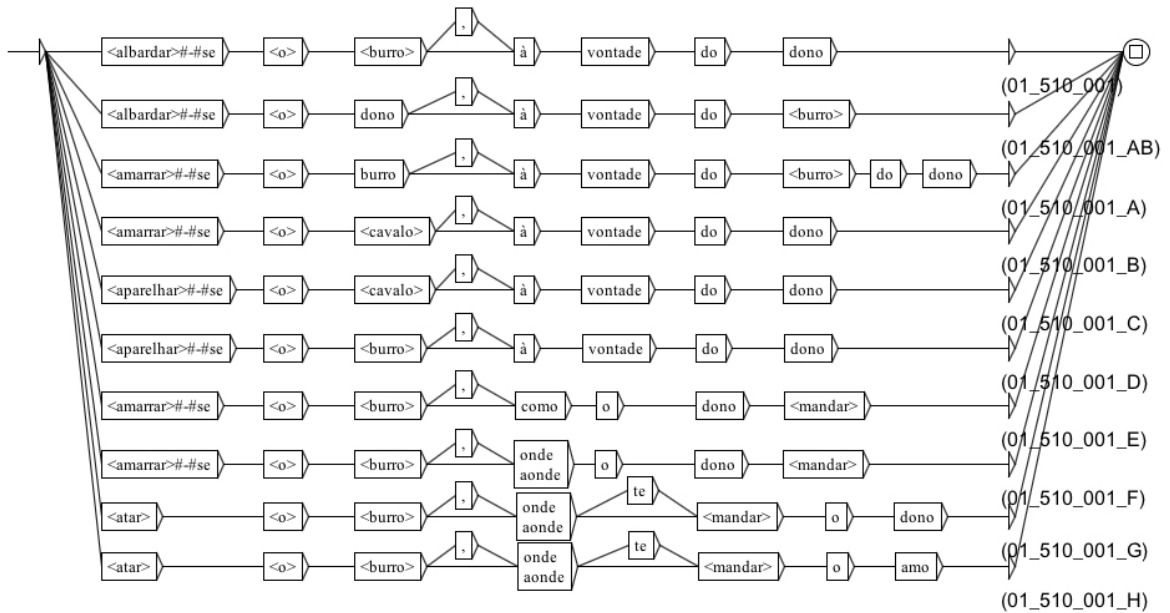 ,
<albardar>#-#se <o> <burro> à vontade do dono
(01_510_001)
,
<albardar>#-#se <o> dono à vontade do <burro>
(01_510_001_AB)
,
<amarrar>#-#se <o> burro à vontade do <burro> do dono
(01_510_001_A)
,
<amarrar>#-#se <o> <cavalo> à vontade do dono
(01_510_001_B)
,
<aparelhar>#-#se <o> <cavalo> à vontade do dono
(01_510_001_C)
,
<aparelhar>#-#se <o> <burro> à vontade do dono
(01_510_001_D)
,
<amarrar>#-#se <o> <burro> como o dono <mandar>
(01_510_001_E)
,
onde
<amarrar>#-#se <o> <burro> o dono <mandar>
aonde
(01_510_001_F)
, te
onde
<atar> <o> <burro> <mandar> o dono
aonde
(01_510_001_G)
, te
onde
<atar> <o> <burro> <mandar> o amo
aonde
(01_510_001_H)